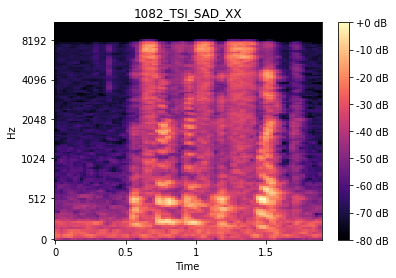 1082_TSI_SAD_XX
8192
4096
2048
1024
512
0
Hz
0
0.5
1
1.5
Time
+0 dB
-10 dB
-20 dB
-30 dB
-40 dB
-50 dB
-60 dB
-70 dB
-80 dB